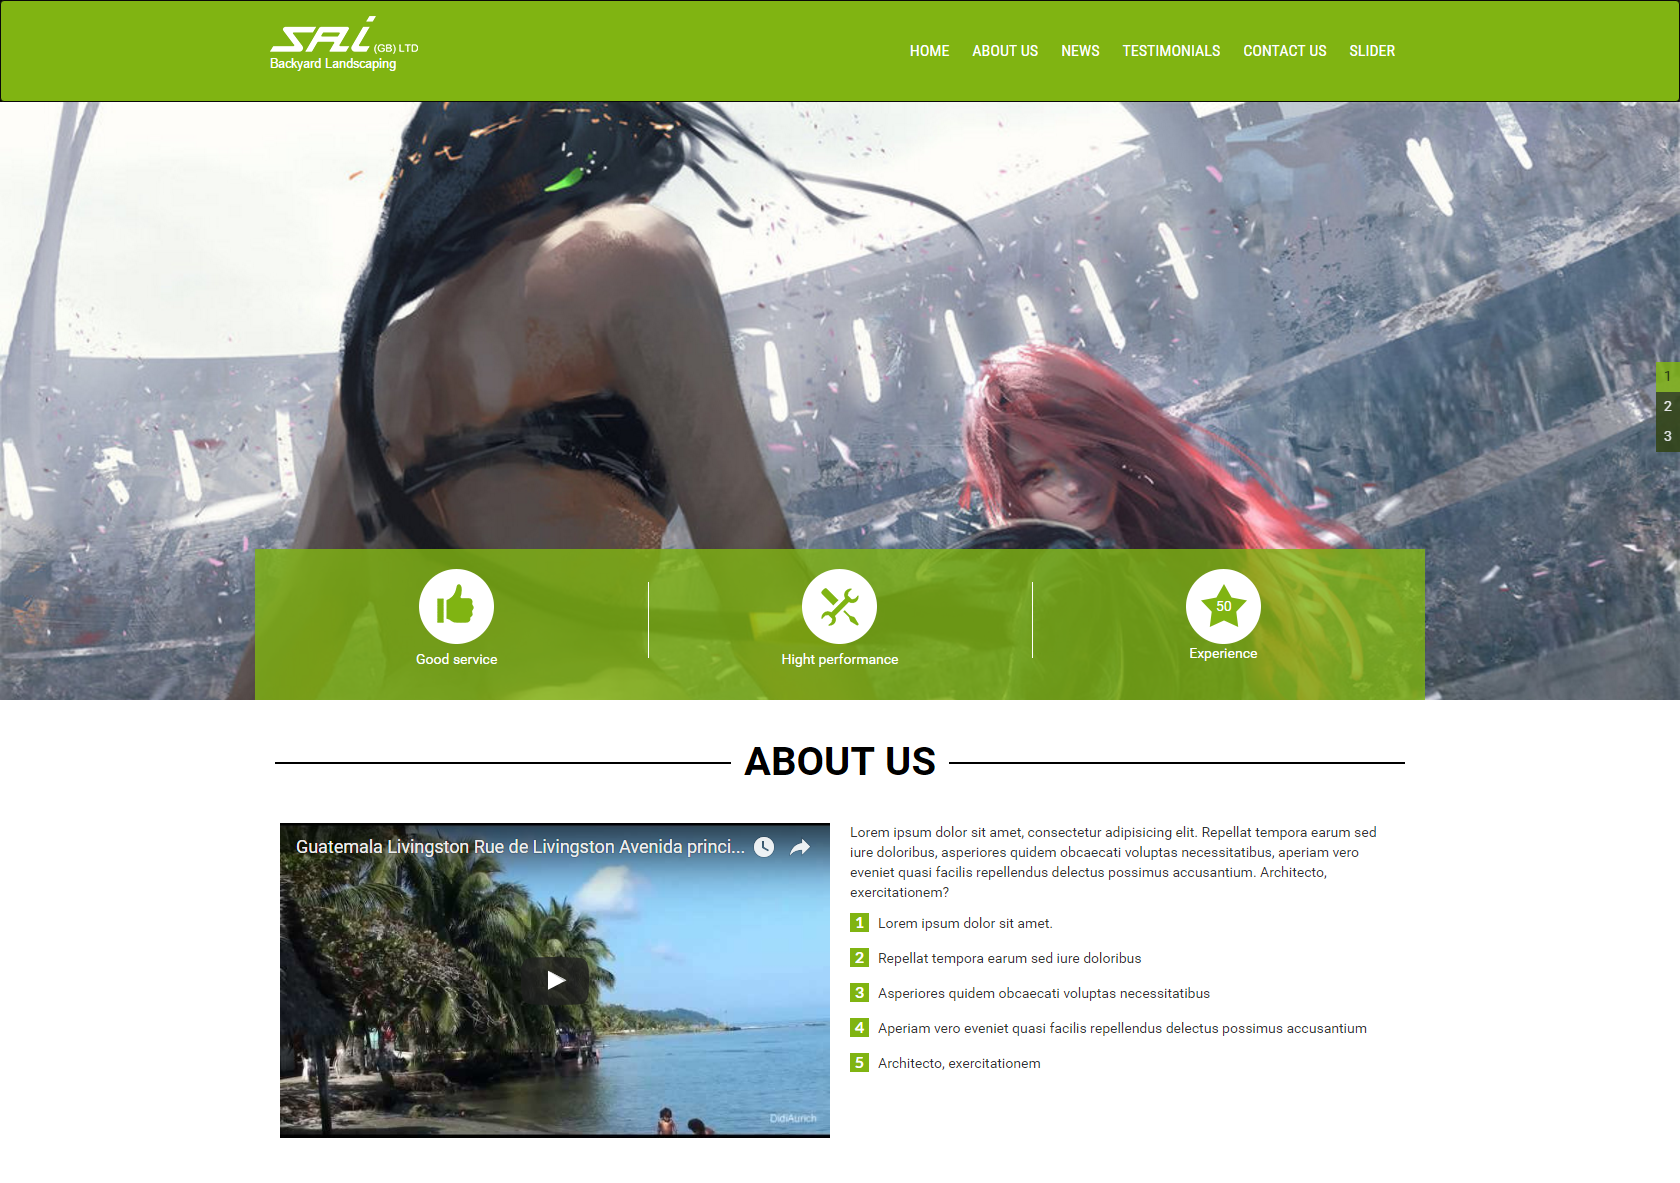 SAi (GB) LTD
Backyard Landscaping
HOME ABOUT US NEWS TESTIMONIALS CONTACT US SLIDER
1
2
3
Good service
Hight performance
50
Experience
ABOUT US
Guatemala Livingston Rue de Livingston Avenida princi...
DidiAurich
Lorem ipsum dolor sit amet, consectetur adipisicing elit. Repellat tempora earum sed
iure doloribus, asperiores quidem obcaecati voluptas necessitatibus, aperiam vero
eveniet quasi facilis repellendus delectus possimus accusantium. Architecto,
exercitationem?
1 Lorem ipsum dolor sit amet.
2 Repellat tempora earum sed iure doloribus
3 Asperiores quidem obcaecati voluptas necessitatibus
4 Aperiam vero eveniet quasi facilis repellendus delectus possimus accusantium
5 Architecto, exercitationem